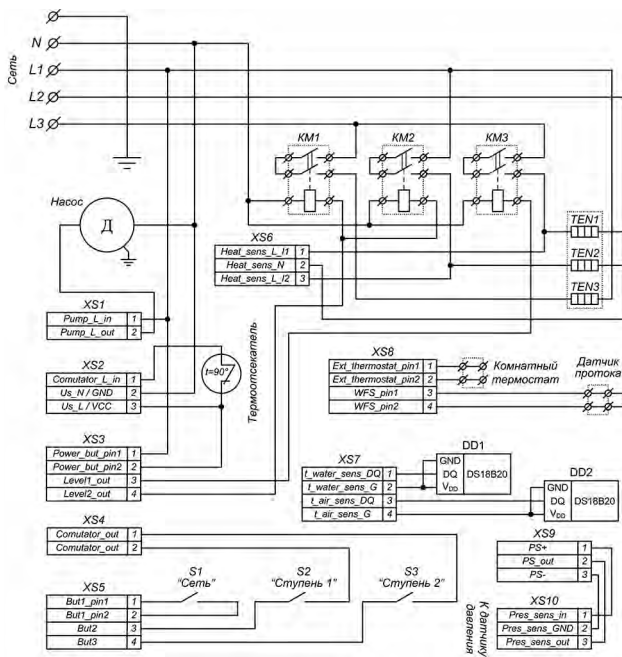 Сеть
N
L1
L2
L3
КМ1
КМ2
КМ3
Насос
Д
XS6
Heat_sens_L_l1 1
Heat_sens_N 2
Heat_sens_L_l2 3
TEN1
TEN2
TEN3
XS1
Pump_L_in 1
Pump_L_out 2
t=90°
Термоотсекатель
XS2
Comutator_L_in 1
Us_N / GND 2
Us_L / VCC 3
XS8
Ext_thermostat_pin1 1
Ext_thermostat_pin2 2
WFS_pin1 3
WFS_pin2 4
Комнатный
термостат
Датчик
протока
XS3
Power_but_pin1 1
Power_but_pin2 2
Level1_out 3
Level2_out 4
XS7
t_water_sens_DQ 1
t_water_sens_G 2
t_air_sens_DQ 3
t_air_sens_G 4
DD1
GND
DQ
VDD
DS18B20
DD2
GND
DQ
VDD
DS18B20
XS4
Comutator_out 1
Comutator_out 2
XS9
PS+ 1
PS_out 2
PS- 3
XS5
But1_pin1 1
But1_pin2 2
But2 3
But3 4
S1
"Сеть"
S2
"Ступень 1"
S3
"Ступень 2"
К датчику
давления
XS10
Pres_sens_in 1
Pres_sens_GND 2
Pres_sens_out 3